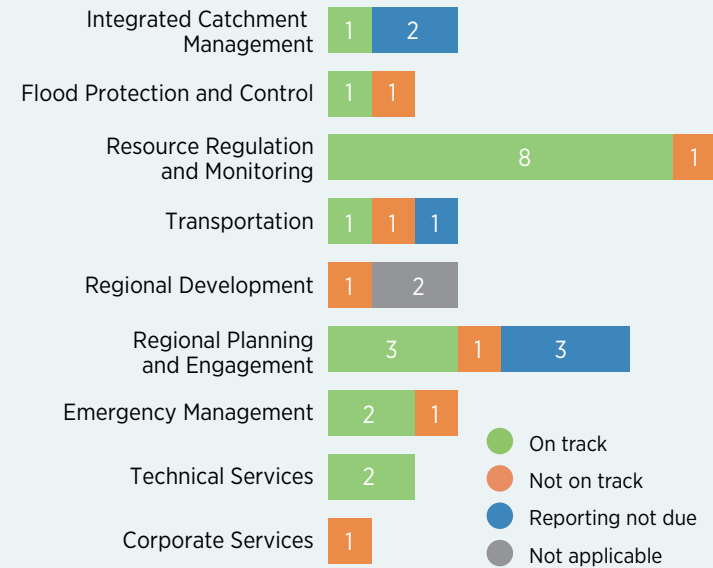 Integrated Catchment
Management
1 2
Flood Protection and Control
1 1
Resource Regulation
and Monitoring
8 1
Transportation
1 1 1
Regional Development
1 2
Regional Planning
and Engagement
3 1 3
Emergency Management
2 1
Technical Services
2
Corporate Services
1
On track
Not on track
Reporting not due
Not applicable